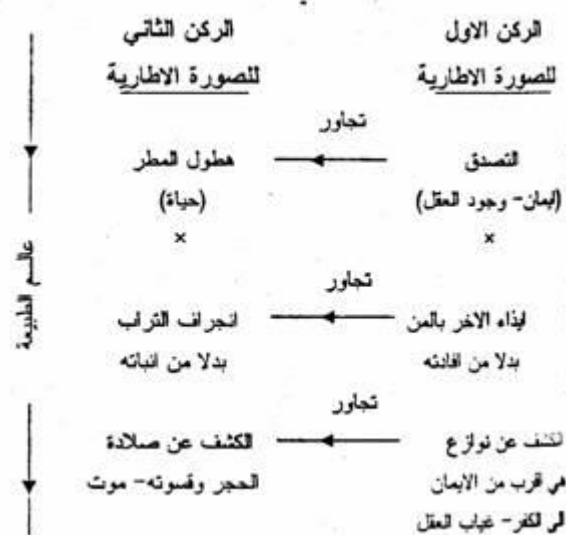 الركن الاول
للصورة الاطارية
الركن الثاني
للصورة الاطارية
تجاور
التصدق
(ايمان- وجود العقل)
×
هطول المطر
(حياة)
×
تجاور
ايذاء الاخر بالمن
بدلا من افادته
انجراف التراب
بدلا من انباته
تجاور
الكشف عن نوازع
هي قرب من الايمان
الى الكفر- غياب العقل
الكشف عن صلادة
الحجر وقسوته- موت
عالم الطبيعة